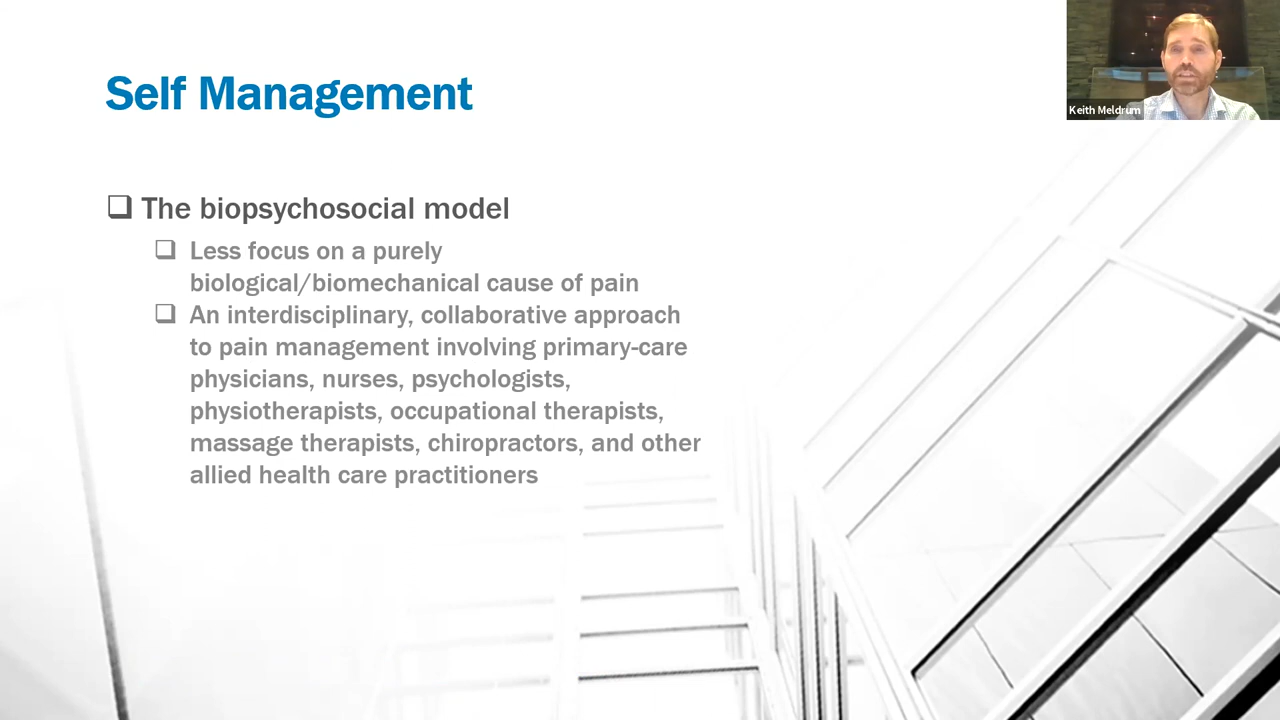 Self Management
Keith Meldrum
The biopsychosocial model
Less focus on a purely
biological/biomechanical cause of pain
An interdisciplinary, collaborative approach
to pain management involving primary-care
physicians, nurses, psychologists,
physiotherapists, occupational therapists,
massage therapists, chiropractors, and other
allied health care practitioners